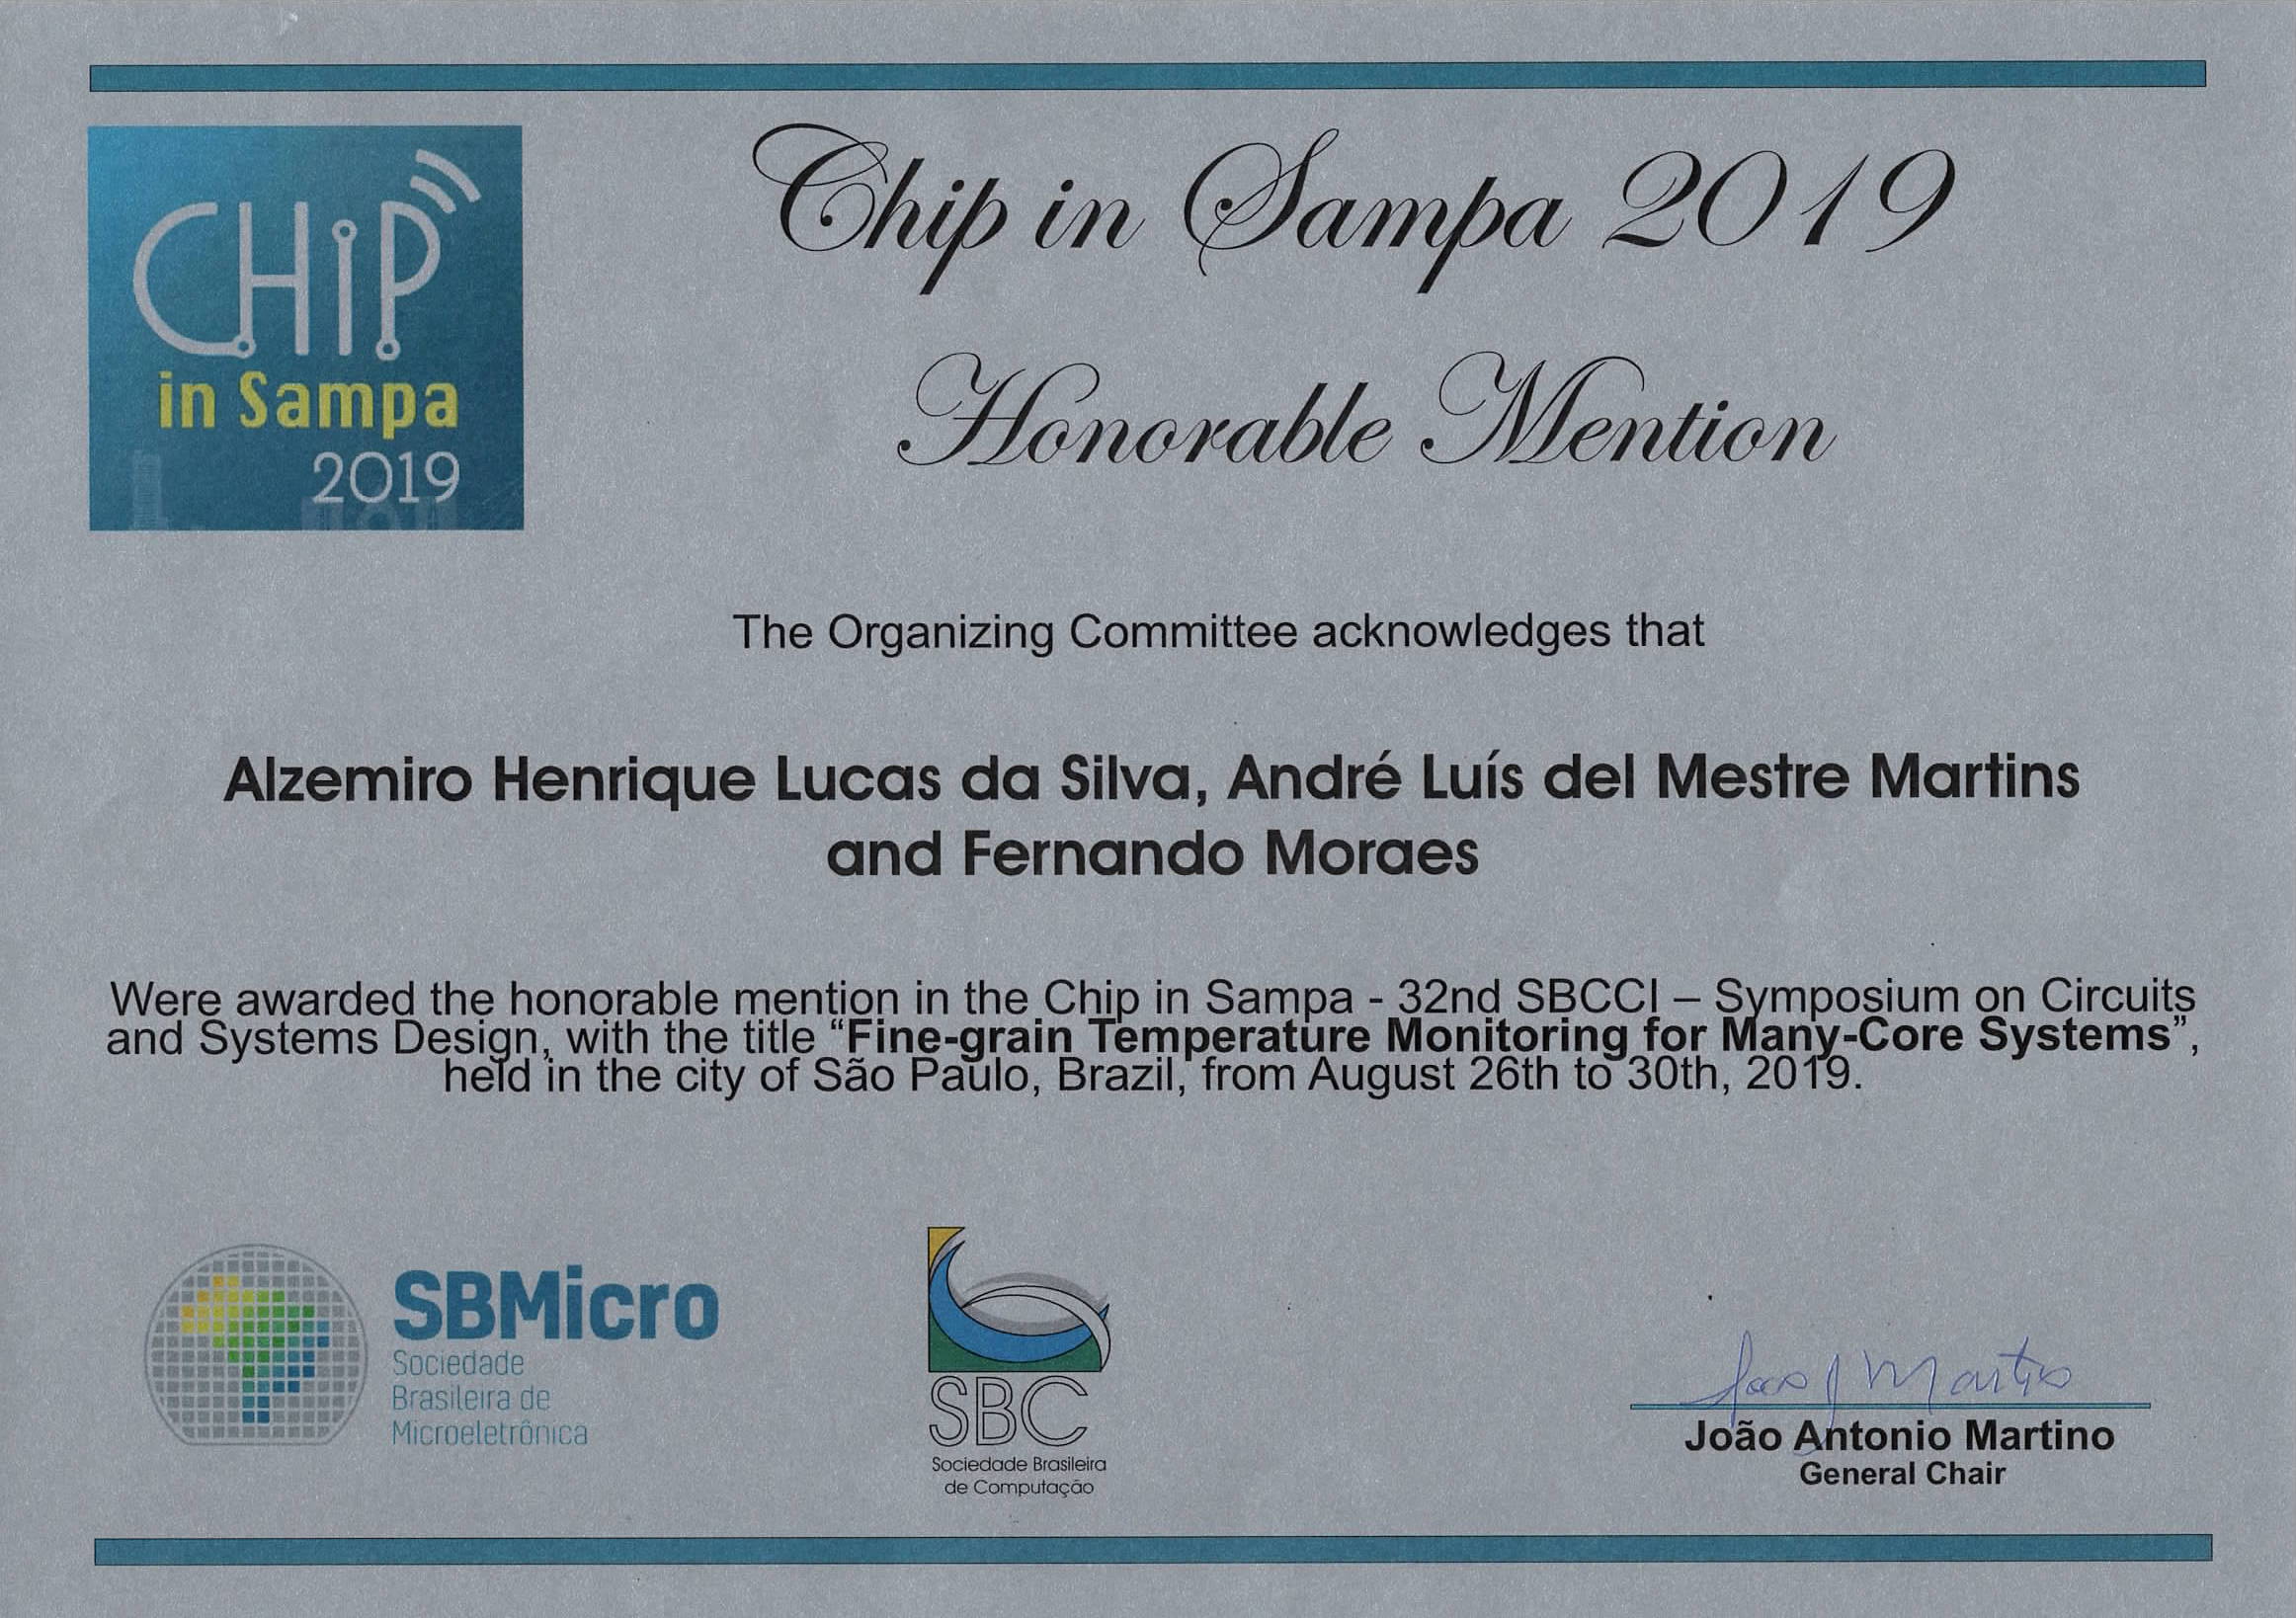 CHiP
in Sampa
2019
Chip in Sampa 2019
Honorable Mention
The Organizing Committee acknowledges that
Alzemiro Henrique Lucas da Silva, André Luís del Mestre Martins
and Fernando Moraes
Were awarded the honorable mention in the Chip in Sampa - 32nd SBCCI – Symposium on Circuits
and Systems Design, with the title “Fine-grain Temperature Monitoring for Many-Core Systems”,
held in the city of São Paulo, Brazil, from August 26th to 30th, 2019.
SBMicro
Sociedade
Brasileira de
Microeletrônica
SBC
Sociedade Brasileira
de Computação
João Antonio Martino
General Chair